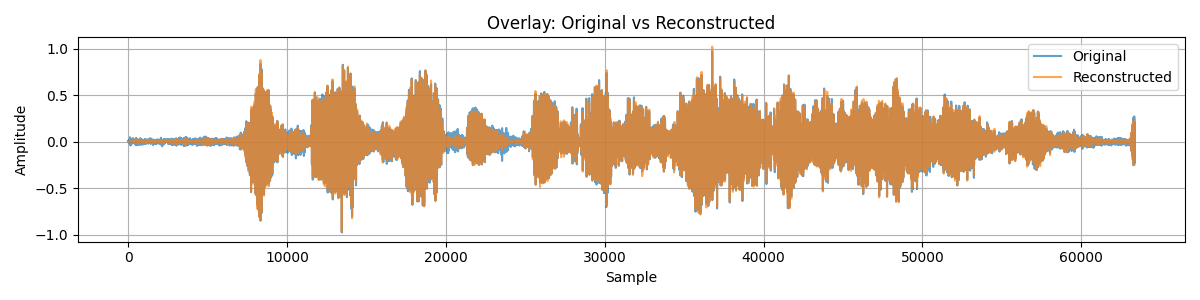 Overlay: Original vs Reconstructed
Original
Reconstructed
Amplitude
1.0
0.5
0.0
−0.5
−1.0
0 10000 20000 30000 40000 50000 60000
Sample